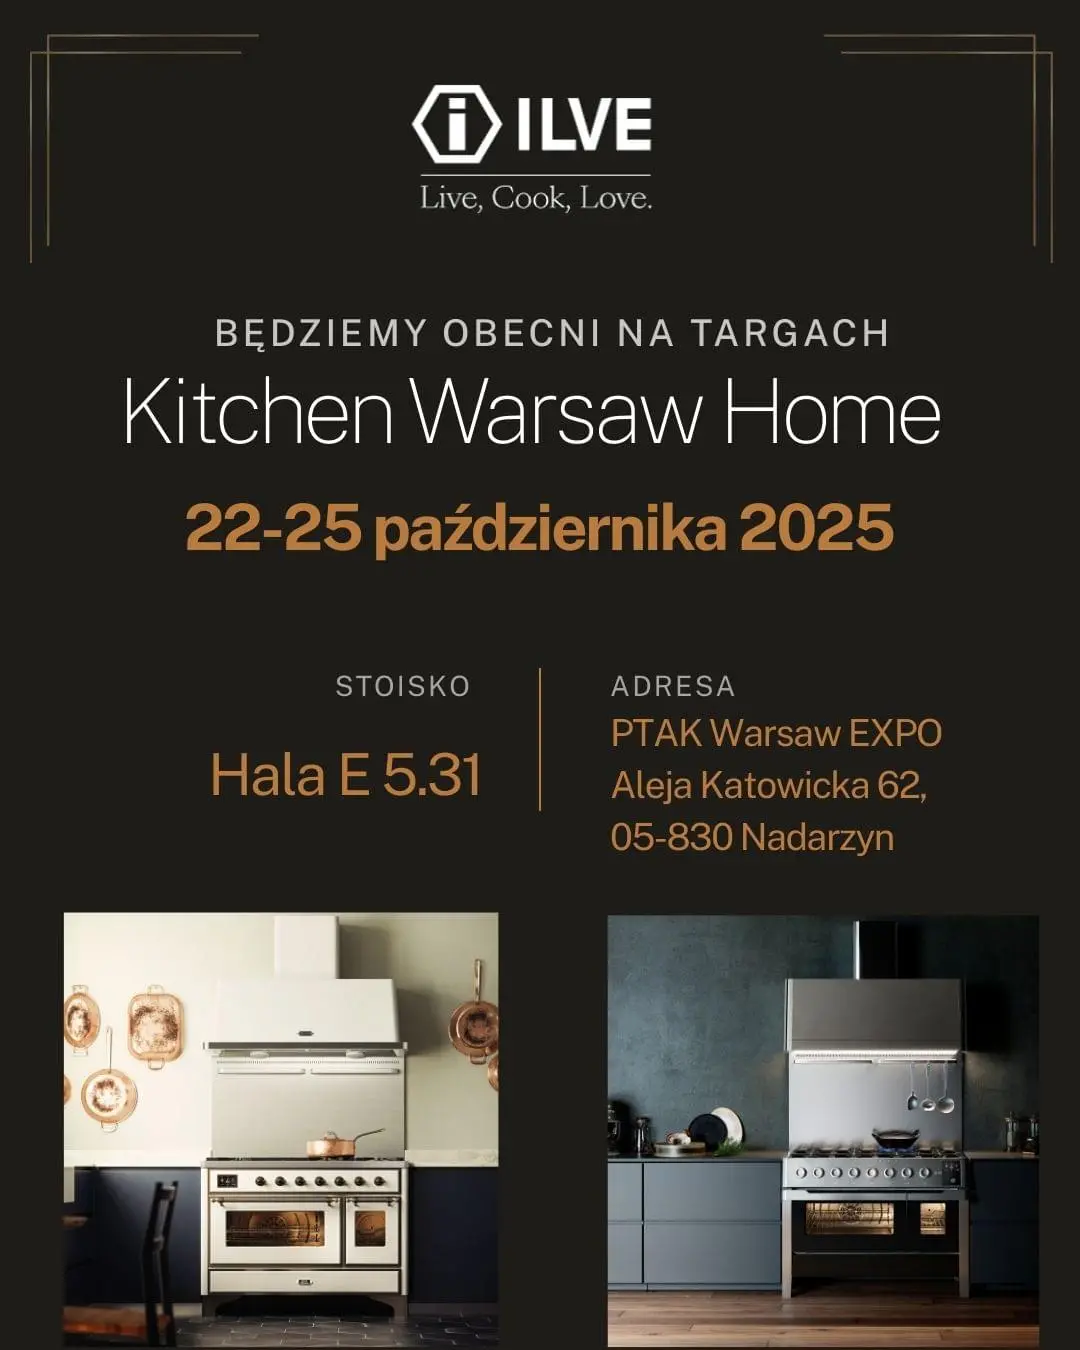 ILVE
Live, Cook, Love.
BĘDZIEMY OBECNI NA TARGACH
Kitchen Warsaw Home
22-25 października 2025
STOISKO
Hala E 5.31
ADRESA
PTAK Warsaw EXPO
Aleja Katowicka 62,
05-830 Nadarzyn